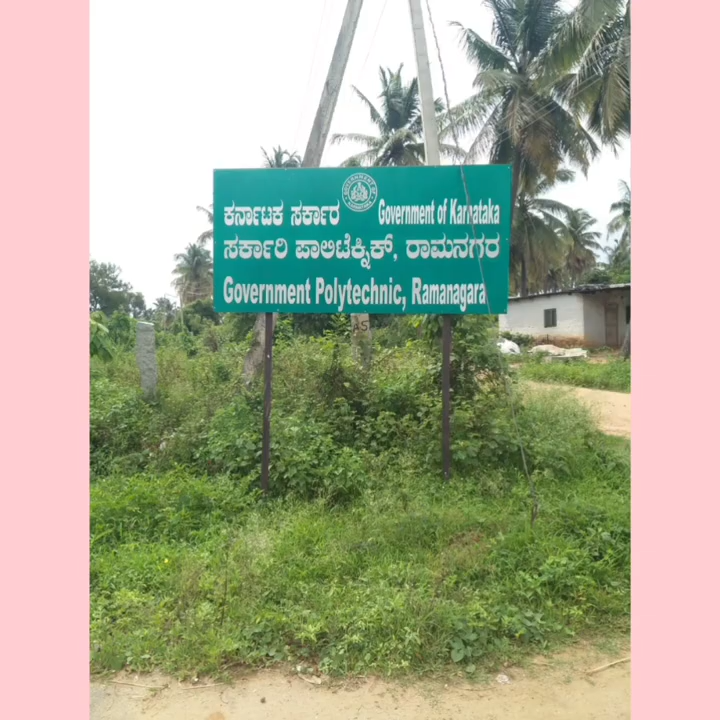 ಕರ್ನಾಟಕ ಸರ್ಕಾರ Government of Karnataka
ಸರ್ಕಾರಿ ಪಾಲಿಟೆಕ್ನಿಕ್, ರಾಮನಗರ
Government Polytechnic, Ramanagara